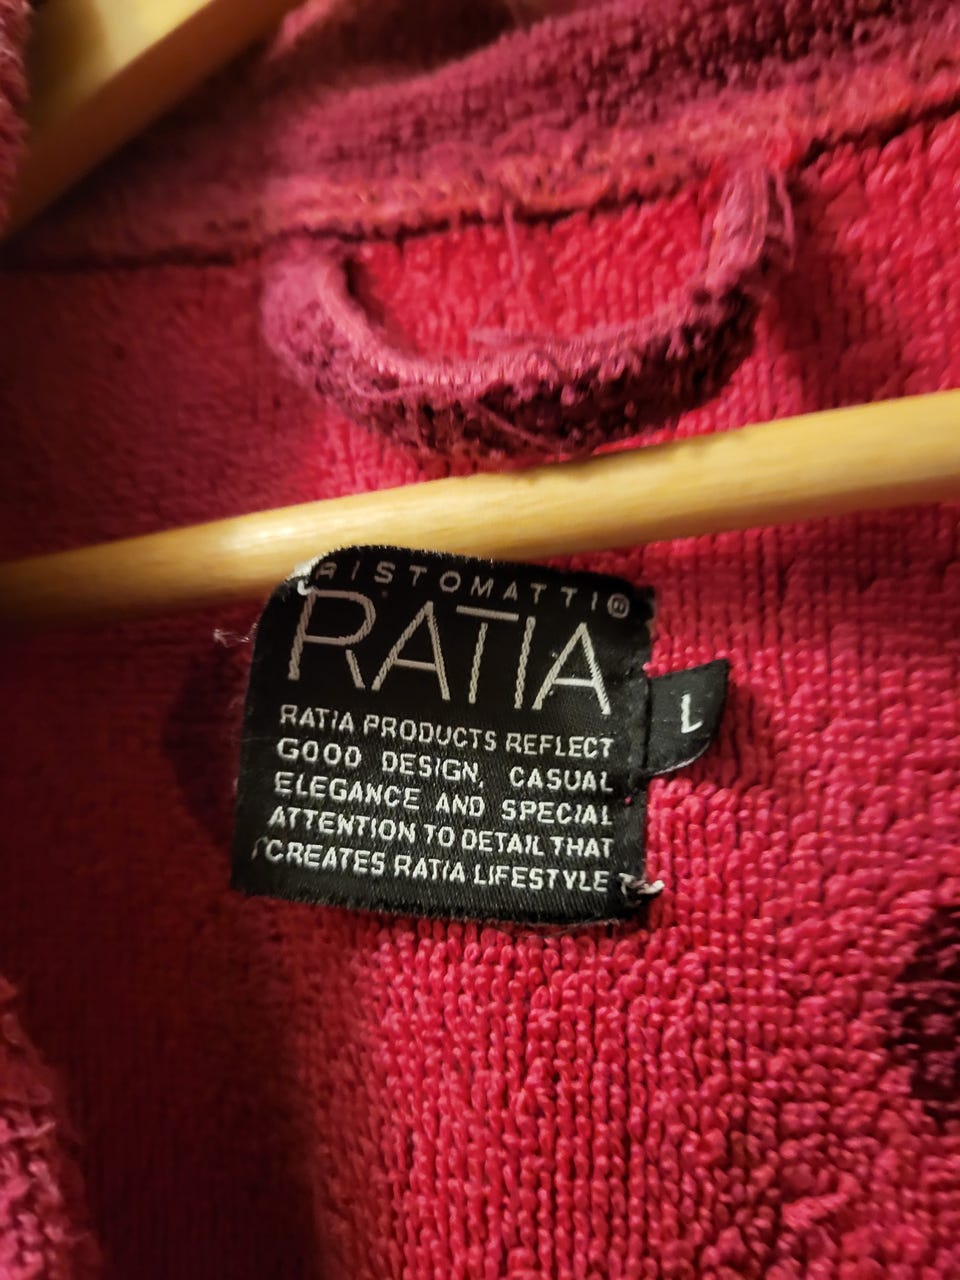 RISTOMATTI®
RATIA
L
RATIA PRODUCTS REFLECT
GOOD DESIGN, CASUAL
ELEGANCE AND SPECIAL
ATTENTION TO DETAIL THAT
CREATES RATIA LIFESTYLE